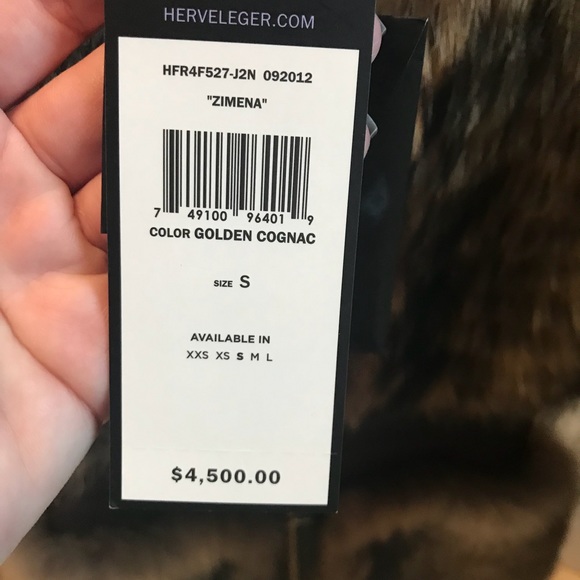 HERVELEGER.COM
HFR4F527-J2N 092012
"ZIMENA"
7 49100 96401 9
COLOR GOLDEN COGNAC
SIZE S
AVAILABLE IN
XXS XS S M L
$4,500.00